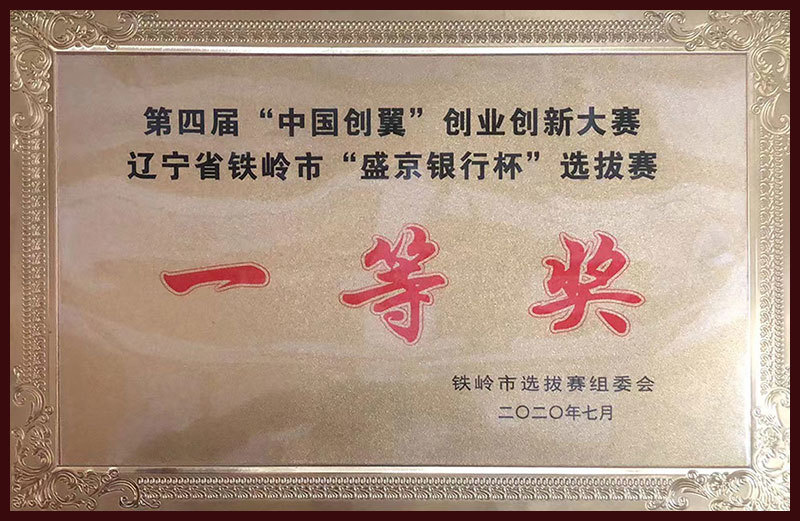 第四届“中国创翼”创业创新大赛
辽宁省铁岭市“盛京银行杯”选拔赛
一等奖
铁岭市选拔赛组委会
二〇二〇年七月